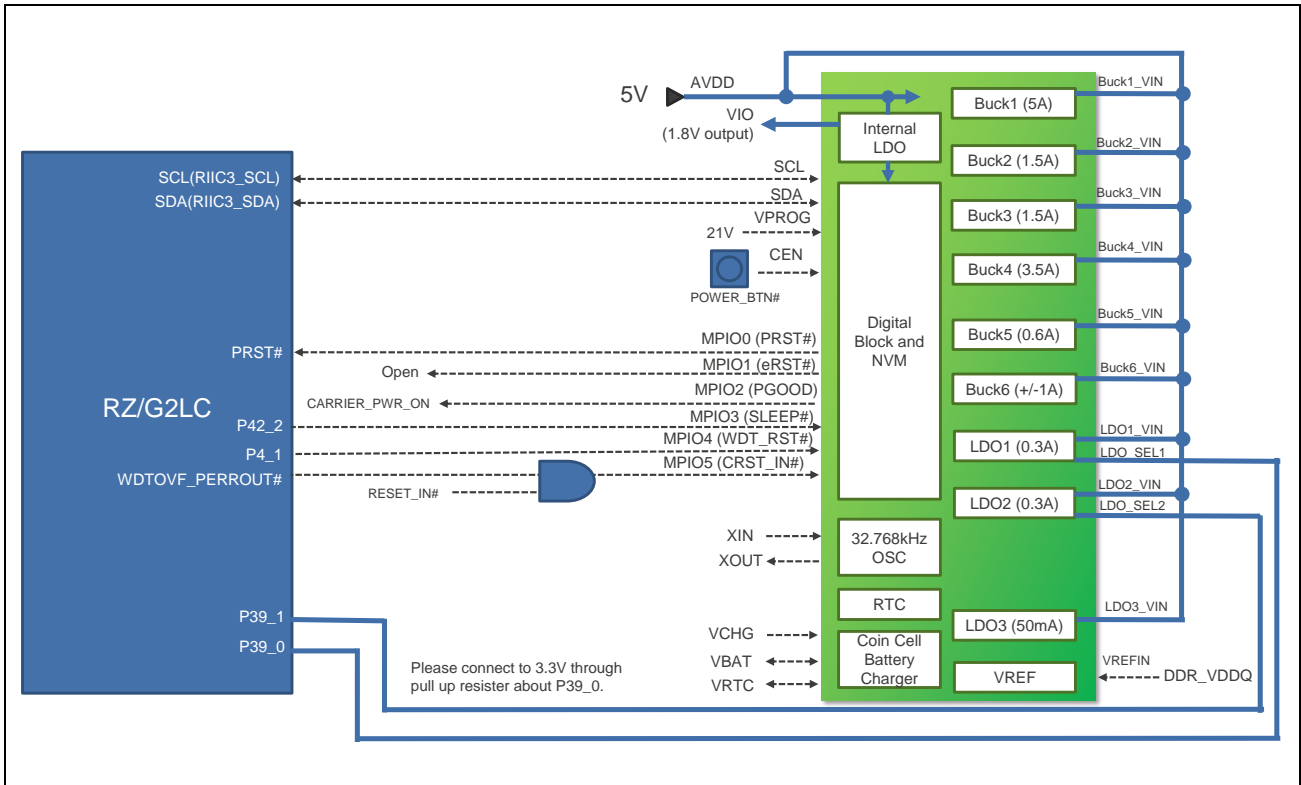 5V
AVDD
VIO
(1.8V output)
Internal
LDO
Buck1 (5A)
Buck1_VIN
Buck2 (1.5A)
Buck2_VIN
Buck3 (1.5A)
Buck3_VIN
Buck4 (3.5A)
Buck4_VIN
Buck5 (0.6A)
Buck5_VIN
Buck6 (+/-1A)
Buck6_VIN
LDO1 (0.3A)
LDO1_VIN
LDO_SEL1
LDO2 (0.3A)
LDO2_VIN
LDO_SEL2
LDO3 (50mA)
LDO3_VIN
VREF
VREFIN
DDR_VDDQ
SCL(RIIC3_SCL)
SCL
SDA(RIIC3_SDA)
SDA
VPROG
21V
CEN
POWER_BTN#
Digital
Block and
NVM
PRST#
MPIO0 (PRST#)
Open
MPIO1 (eRST#)
CARRIER_PWR_ON
MPIO2 (PGOOD)
RZ/G2LC
P42_2
MPIO3 (SLEEP#)
P4_1
MPIO4 (WDT_RST#)
WDTOVF_PERROUT#
MPIO5 (CRST_IN#)
RESET_IN#
XIN
XOUT
32.768kHz
OSC
RTC
VCHG
VBAT
VRTC
Coin Cell
Battery
Charger
P39_1
P39_0
Please connect to 3.3V through
pull up resister about P39_0.